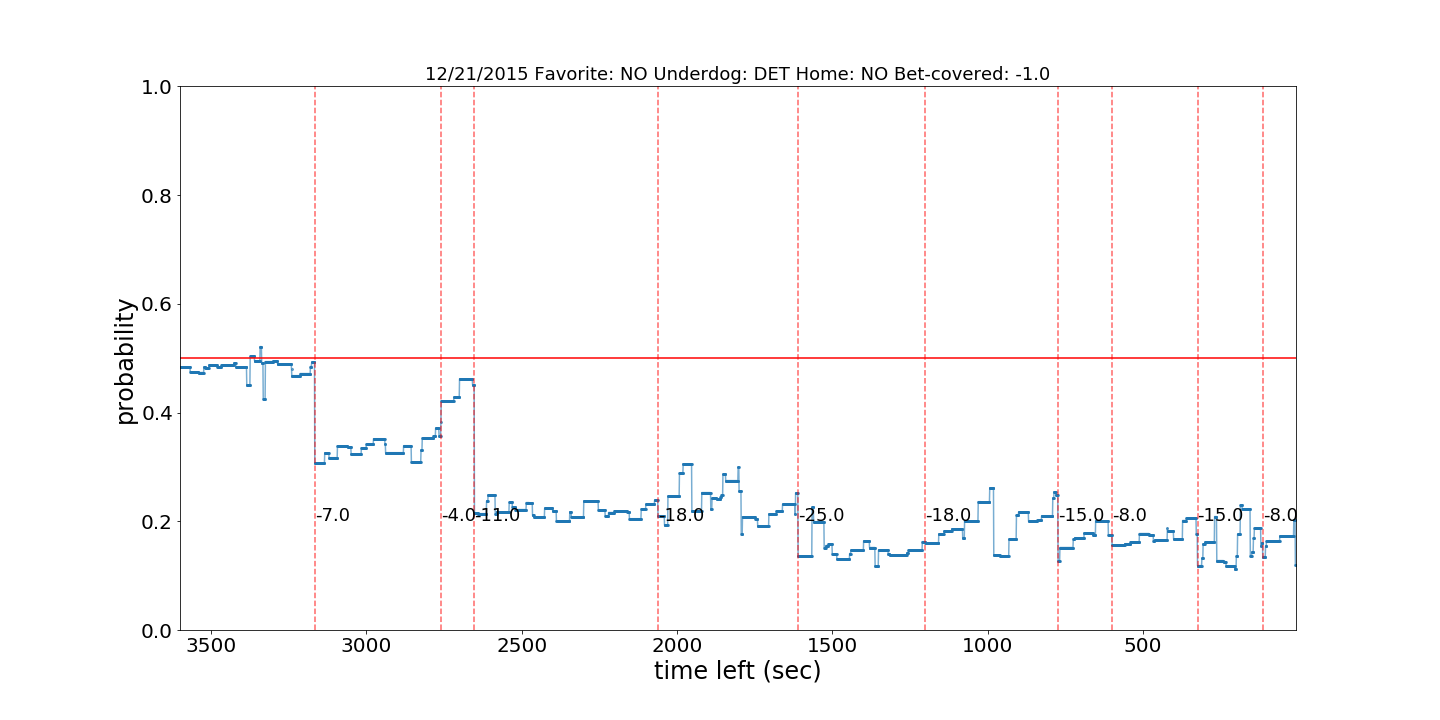 12/21/2015 Favorite: NO Underdog: DET Home: NO Bet-covered: -1.0
1.0
0.8
0.6
0.4
0.2
0.0
probability
-7.0 -4.0 -11.0 -18.0 -25.0 -18.0 -15.0 -8.0 -15.0 -8.0
3500 3000 2500 2000 1500 1000 500
time left (sec)